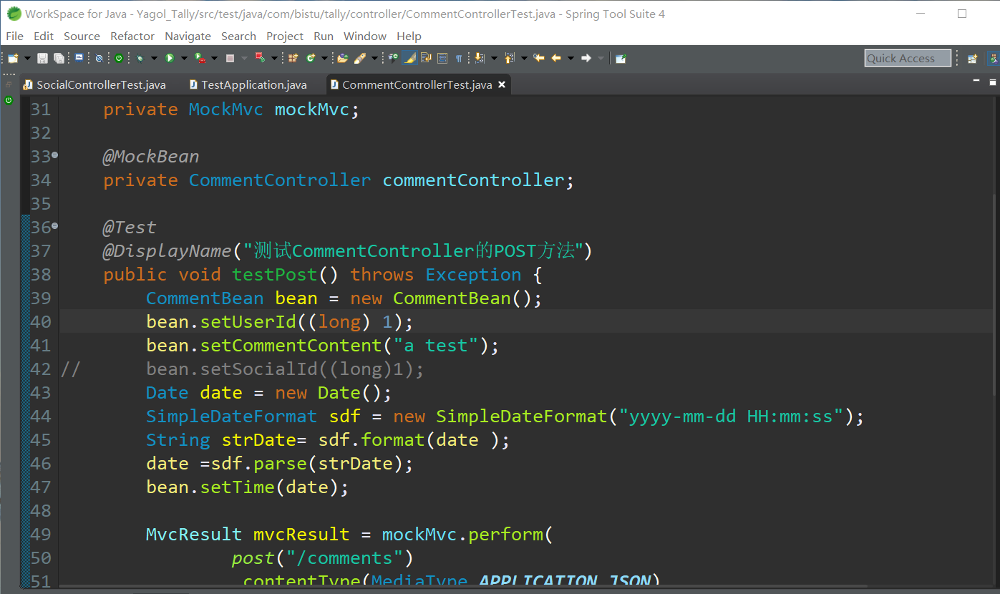 WorkSpace for Java - Yagol_Tally/src/test/java/com/bistu/tally/controller/CommentControllerTest.java - Spring Tool Suite 4
File Edit Source Refactor Navigate Search Project Run Window Help
Quick Access
SocialControllerTest.java TestApplication.java CommentControllerTest.java
31 private MockMvc mockMvc;
32
33 @MockBean
34 private CommentController commentController;
35
36 @Test
37 @DisplayName("测试CommentController的POST方法")
38 public void testPost() throws Exception {
39 CommentBean bean = new CommentBean();
40 bean.setUserId((long) 1);
41 bean.setCommentContent("a test");
42 // bean.setSocialId((long)1);
43 Date date = new Date();
44 SimpleDateFormat sdf = new SimpleDateFormat("yyyy-mm-dd HH:mm:ss");
45 String strDate= sdf.format(date );
46 date =sdf.parse(strDate);
47 bean.setTime(date);
48
49 MvcResult mvcResult = mockMvc.perform(
50 post("/comments")
51 .contentType(MediaType.APPLICATION_JSON)